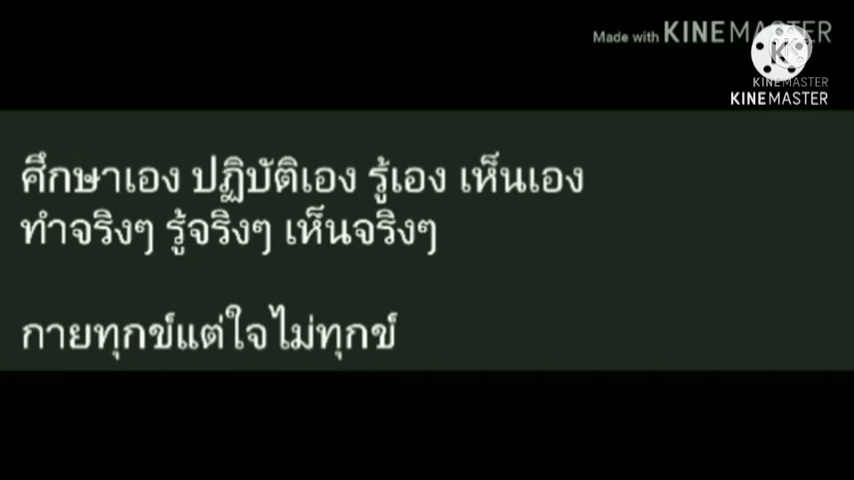 Made with KINEMASTER
KINEMASTER
KINEMASTER
ศึกษาเอง ปฏิบัติเอง รู้เอง เห็นเอง
ทำจริงๆ รู้จริงๆ เห็นจริงๆ
กายทุกข์แต่ใจไม่ทุกข์